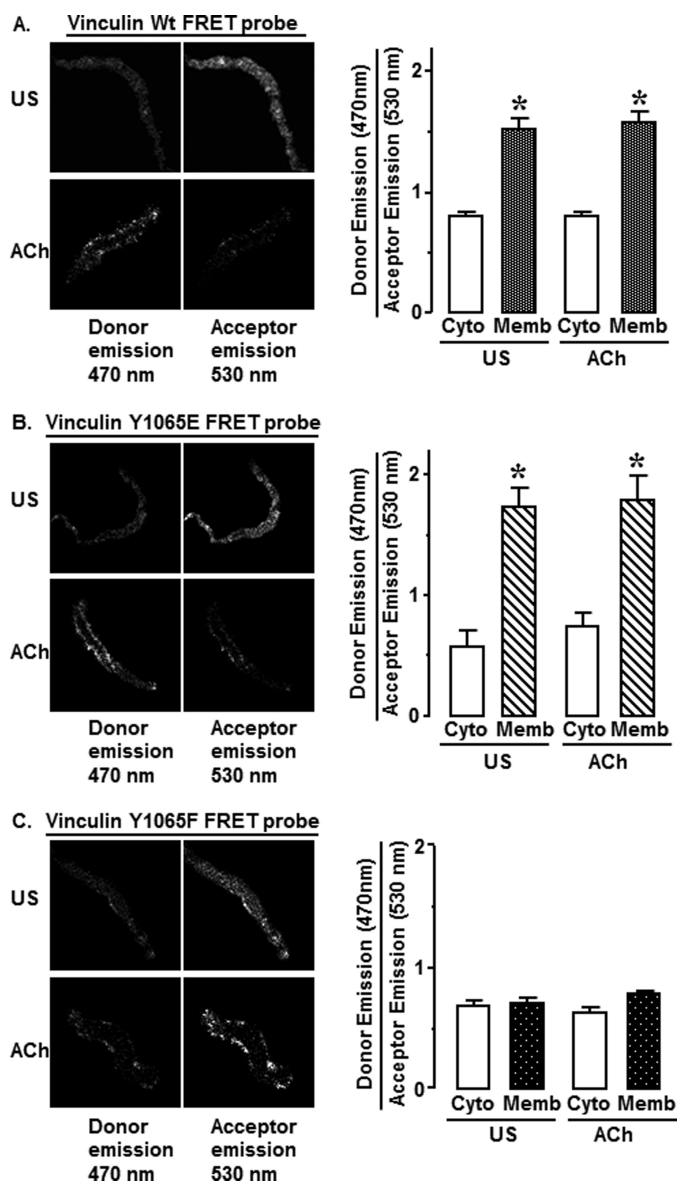 A.
Vinculin Wt FRET probe
US
ACh
Donor
emission
470 nm
Acceptor
emission
530 nm
Donor Emission (470nm)
Acceptor Emission (530 nm)
2
1
0
*
*
Cyto Memb Cyto Memb
US
ACh
B.
Vinculin Y1065E FRET probe
US
ACh
Donor
emission
470 nm
Acceptor
emission
530 nm
Donor Emission (470nm)
Acceptor Emission (530 nm)
2
1
0
*
*
Cyto Memb Cyto Memb
US
ACh
C.
Vinculin Y1065F FRET probe
US
ACh
Donor
emission
470 nm
Acceptor
emission
530 nm
Donor Emission (470nm)
Acceptor Emission (530 nm)
2
1
0
Cyto Memb Cyto Memb
US
ACh